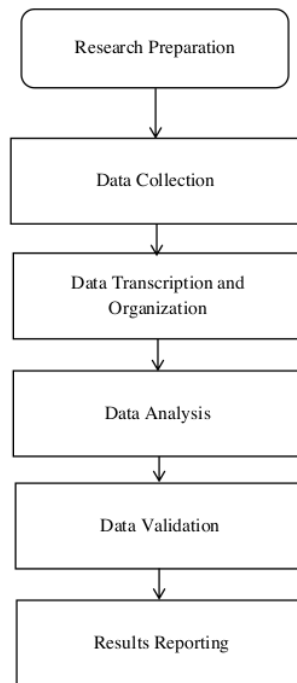 Research Preparation
Data Collection
Data Transcription and
Organization
Data Analysis
Data Validation
Results Reporting